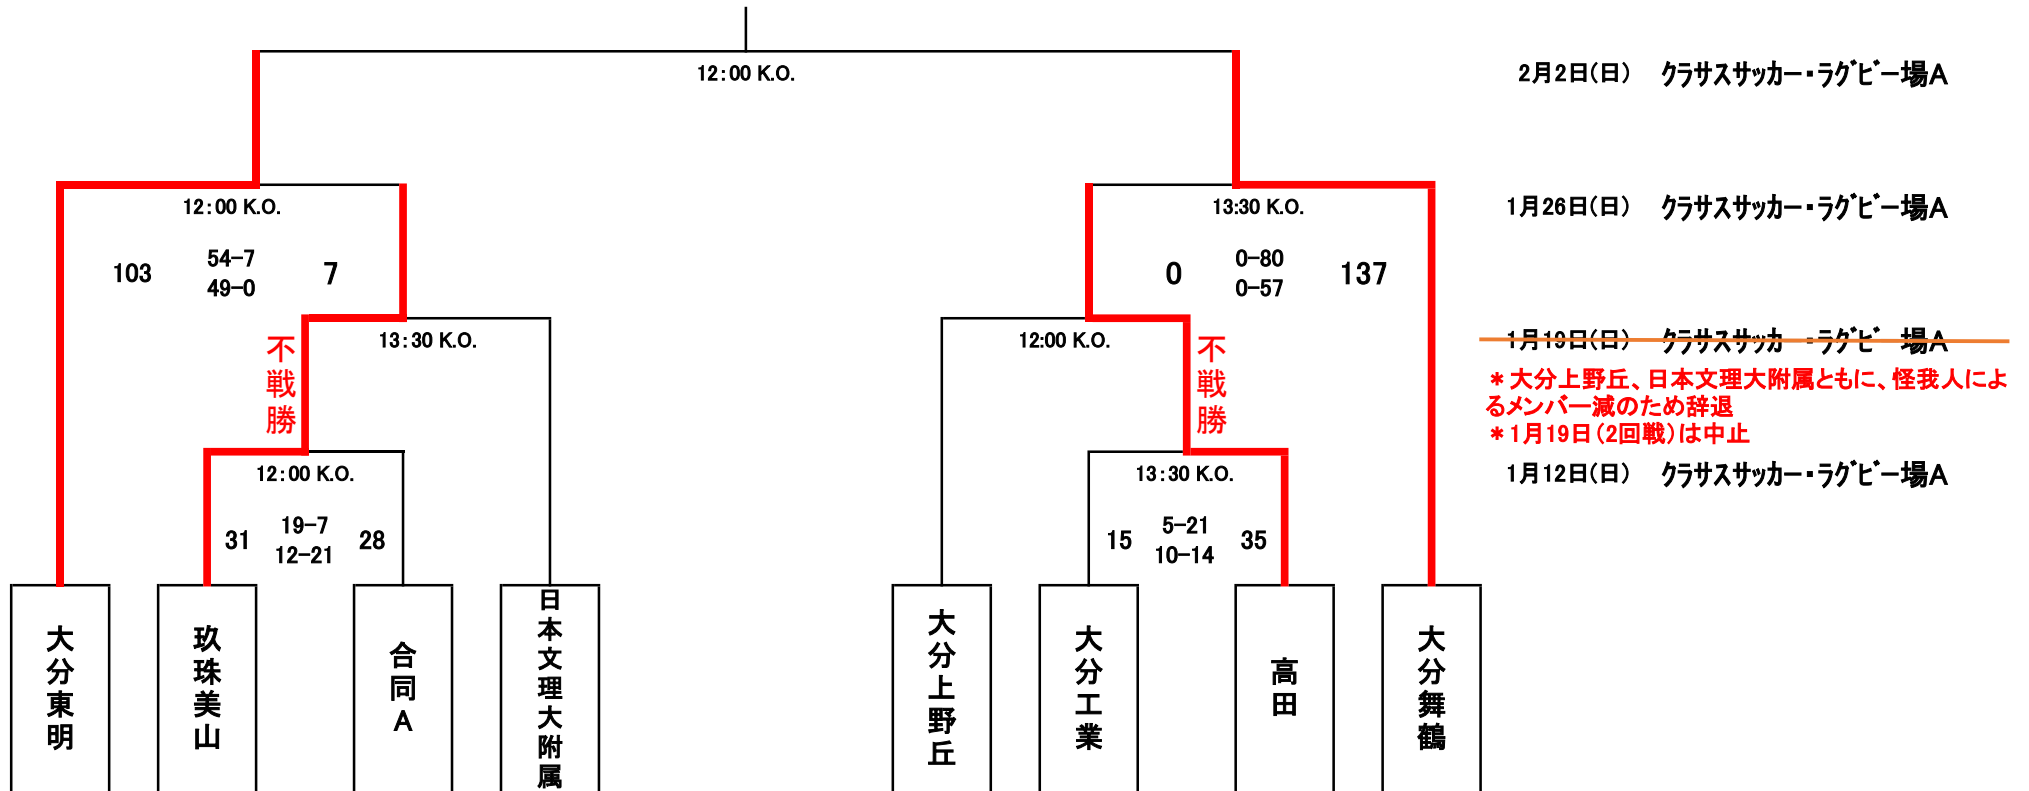 12：00 K.O.
2月2日(日) クラサスサッカー・ラグビー場A
12：00 K.O.
13:30 K.O.
1月26日(日) クラサスサッカー・ラグビー場A
103
54-7
49-0
7
0
0-80
0-57
137
不戦勝
13：30 K.O.
12:00 K.O.
不戦勝
1月19日(日) クラサスサッカー・ラグビー場A
＊大分上野丘、日本文理大附属ともに、怪我人によ
るメンバー減のため辞退
＊1月19日（2回戦）は中止
12：00 K.O.
13：30 K.O.
1月12日(日) クラサスサッカー・ラグビー場A
31
19-7
12-21
28
15
5-21
10-14
35
大分東明
玖珠美山
合同A
日本文理大附属
大分上野丘
大分工業
高田
大分舞鶴